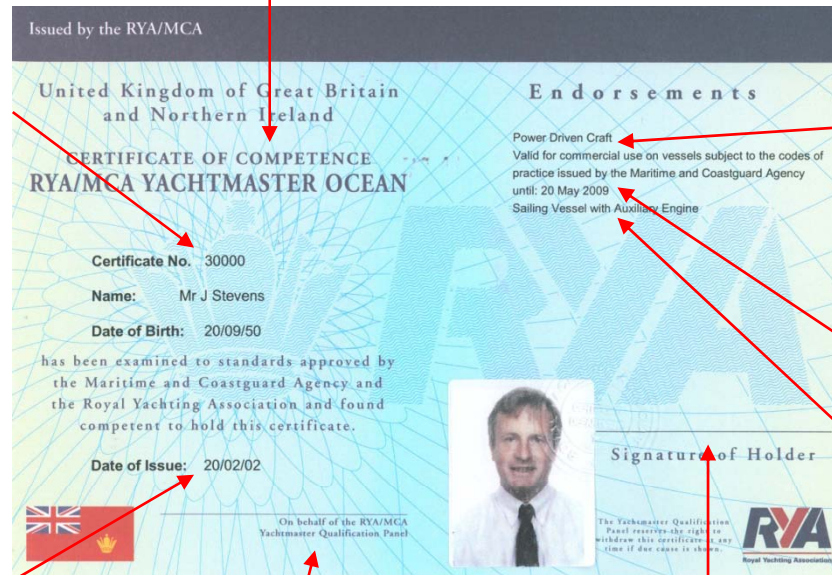 Issued by the RYA/MCA
United Kingdom of Great Britain
and Northern Ireland
CERTIFICATE OF COMPETENCE
RYA/MCA YACHTMASTER OCEAN
Certificate No. 30000
Name: Mr J Stevens
Date of Birth: 20/09/50
has been examined to standards approved by
the Maritime and Coastguard Agency and
the Royal Yachting Association and found
competent to hold this certificate.
Date of Issue: 20/02/02
On behalf of the RYA/MCA
Yachtmaster Qualification Panel
Endorsements
Power Driven Craft
Valid for commercial use on vessels subject to the codes of
practice issued by the Maritime and Coastguard Agency
until: 20 May 2009
Sailing Vessel with Auxiliary Engine
RYA
Signature of Holder
The Yachtmaster Qualification
Panel reserves the right to
withdraw this certificate at any
time if due cause is shown.
RYA
Royal Yachting Association